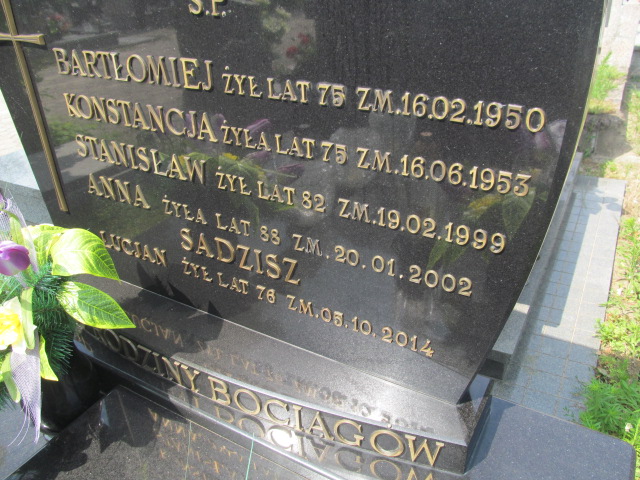 Ś.P.
BARTŁOMIEJ ŻYŁ LAT 75 ZM.16.02.1950
KONSTANCJA ŻYŁA LAT 75 ZM.16.06.1953
STANISŁAW ŻYŁ LAT 82 ZM.19.02.1999
ANNA ŻYŁA LAT 88 ZM.20.01.2002
SADZISZ
LUCJAN ŻYŁ LAT 76 ZM.05.10.2014
RODZINY BOCIĄGÓW